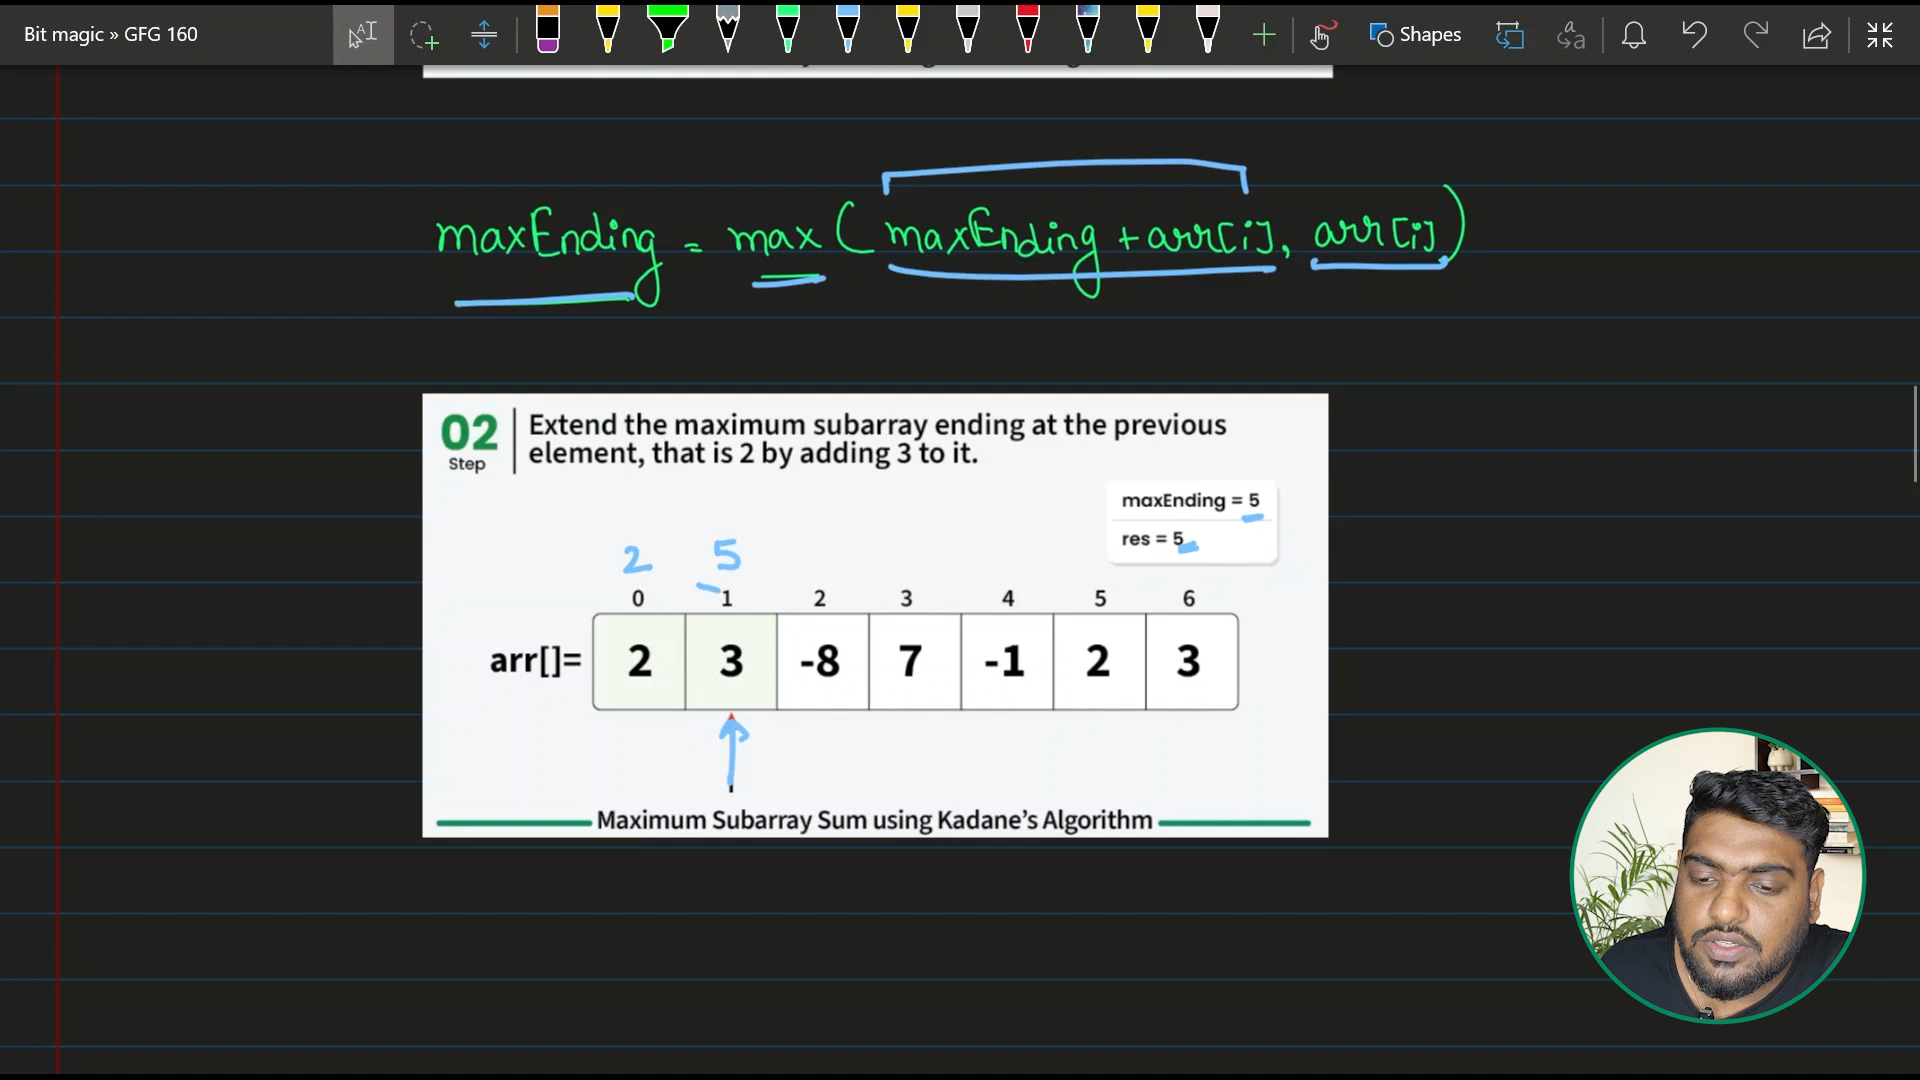 Bit magic » GFG 160
Shapes
maxEnding = max ( maxEnding + arr[i], arr[i] )
02
Step
Extend the maximum subarray ending at the previous
element, that is 2 by adding 3 to it.
maxEnding = 5
res = 5
2 5
0 1 2 3 4 5 6
arr[]= 2 3 -8 7 -1 2 3
Maximum Subarray Sum using Kadane's Algorithm